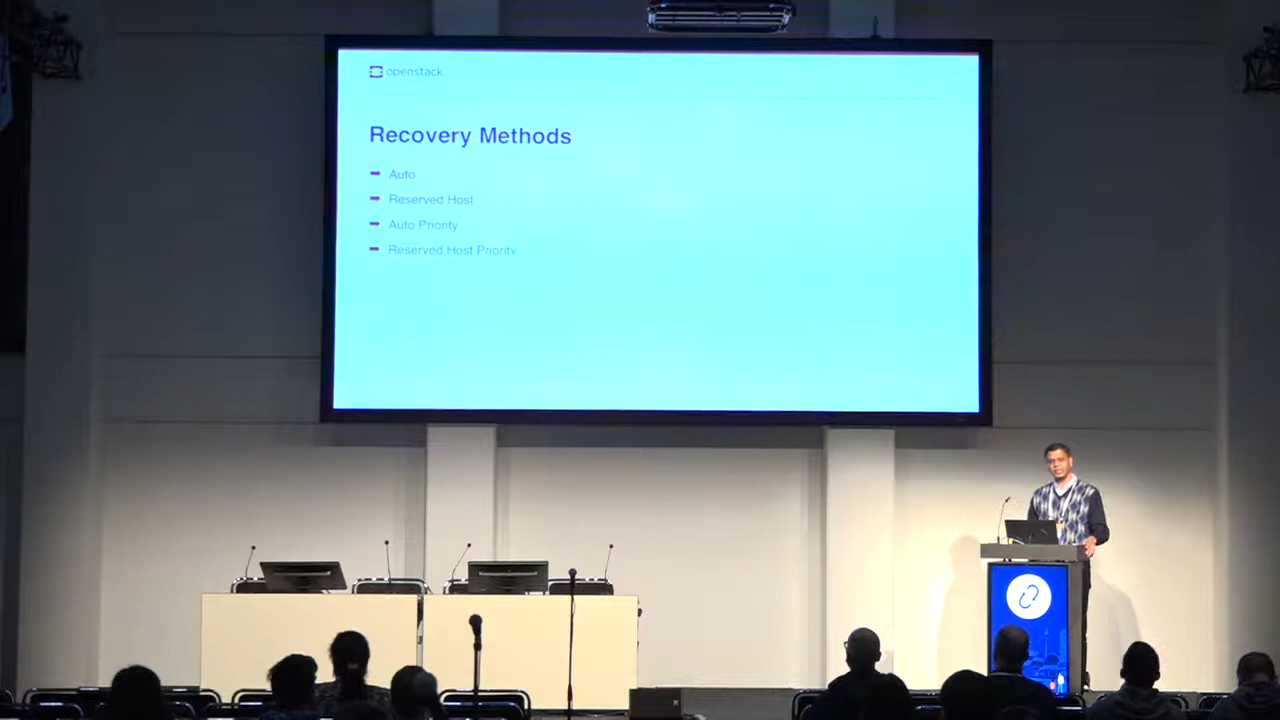 openstack
Recovery Methods
Auto
Reserved Host
Auto Priority
Reserved Host Priority